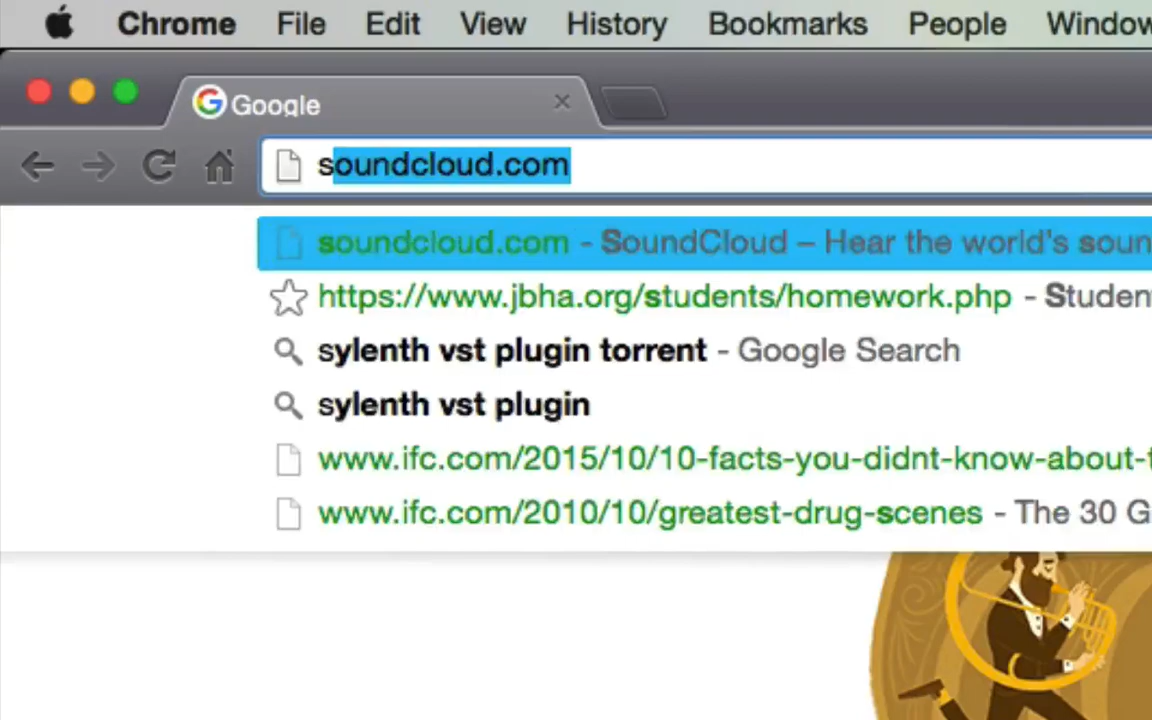 Chrome File Edit View History Bookmarks People Window
Google
soundcloud.com
soundcloud.com - SoundCloud – Hear the world's soun
https://www.jbha.org/students/homework.php - Studen
sylenth vst plugin torrent - Google Search
sylenth vst plugin
www.ifc.com/2015/10/10-facts-you-didnt-know-about-t
www.ifc.com/2010/10/greatest-drug-scenes - The 30 G